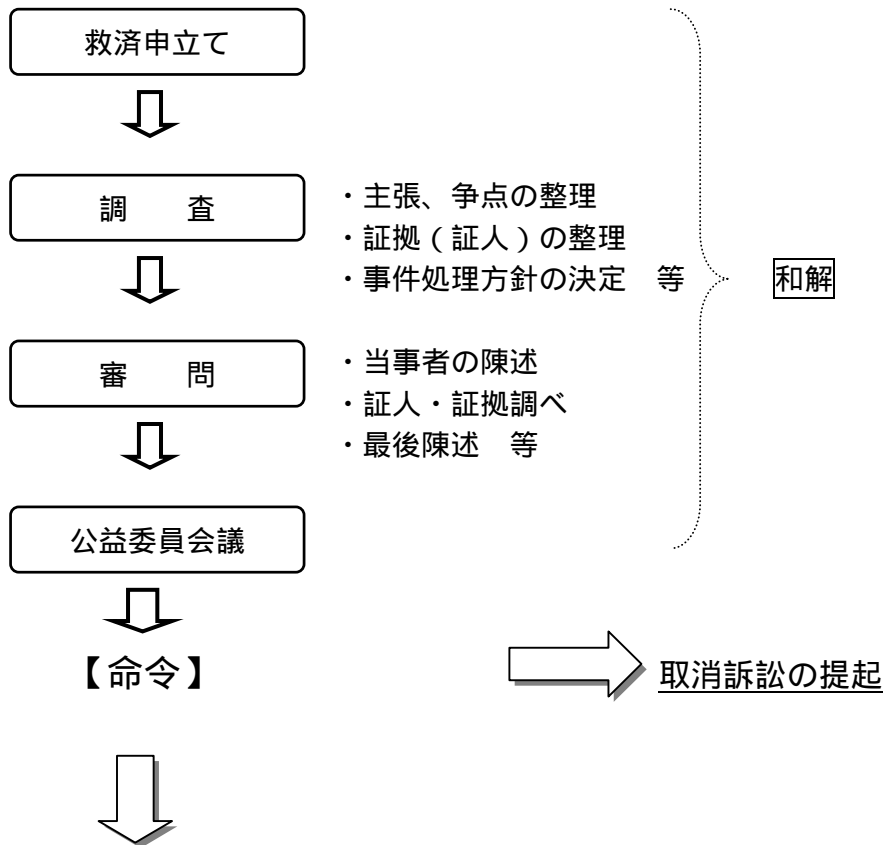 救済申立て
調　　査
・主張、争点の整理
・証拠（証人）の整理
・事件処理方針の決定　等
和解
審　　問
・当事者の陳述
・証人・証拠調べ
・最後陳述　等
公益委員会議
【命令】
取消訴訟の提起